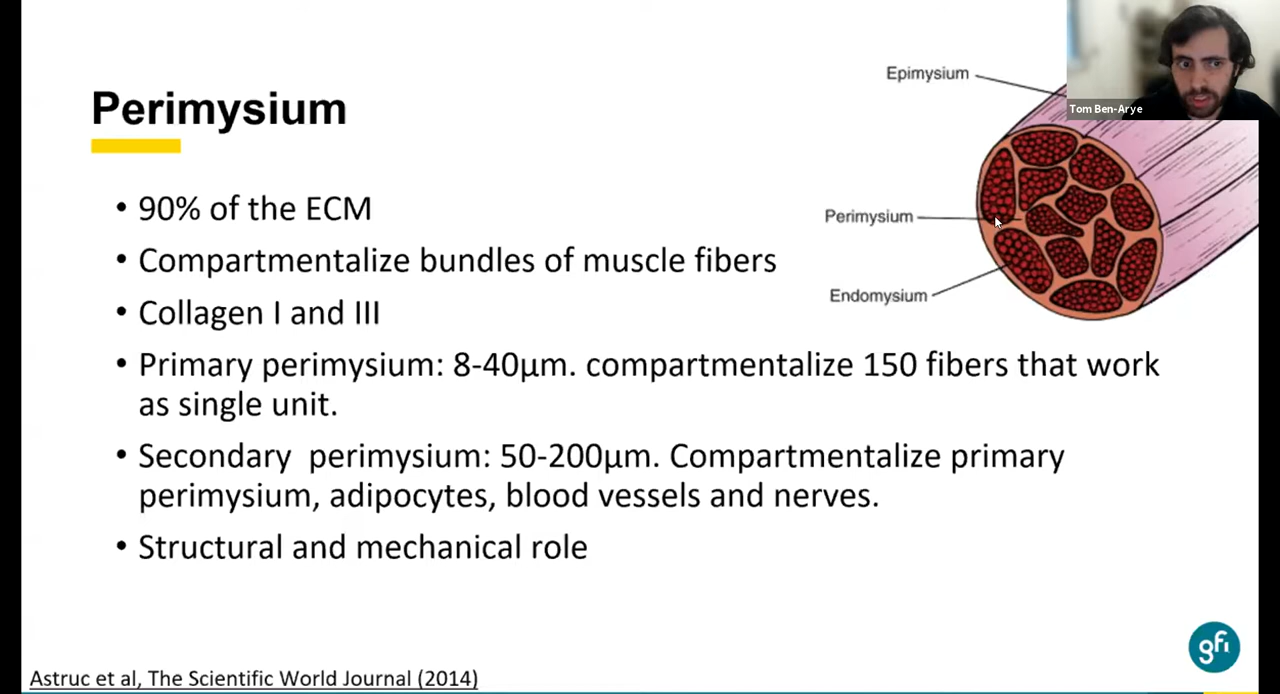 Epimysium
Tom Ben-Arye
Perimysium
• 90% of the ECM
Perimysium
• Compartmentalize bundles of muscle fibers
Endomysium
• Collagen I and III
• Primary perimysium: 8-40µm. compartmentalize 150 fibers that work
as single unit.
• Secondary  perimysium: 50-200µm. Compartmentalize primary
perimysium, adipocytes, blood vessels and nerves.
• Structural and mechanical role
gfi
Astruc et al, The Scientific World Journal (2014)